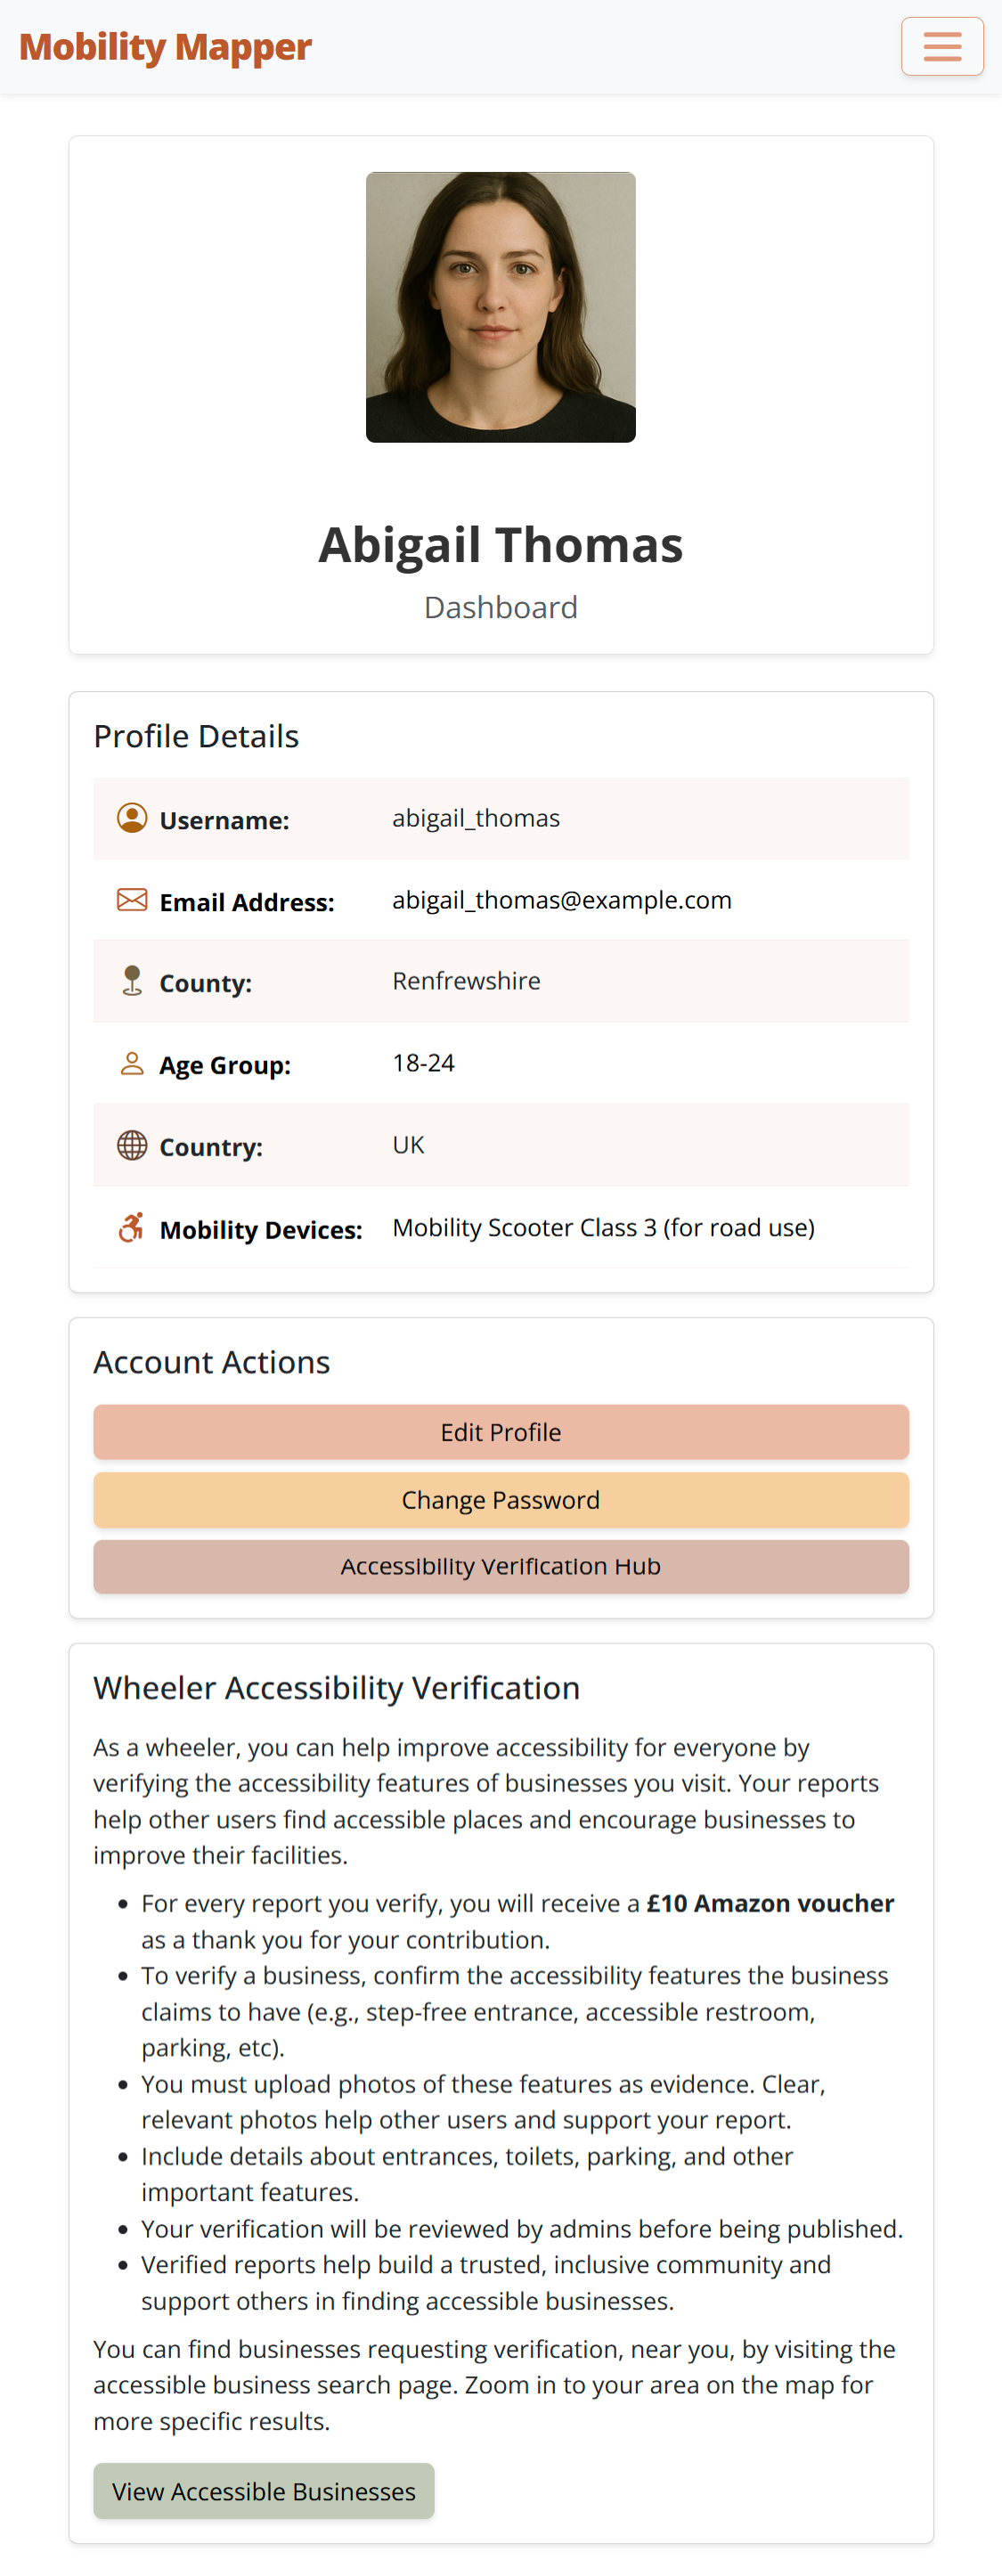 Mobility Mapper
Abigail Thomas
Dashboard
Profile Details
Username: abigail_thomas
Email Address: abigail_thomas@example.com
County: Renfrewshire
Age Group: 18-24
Country: UK
Mobility Devices: Mobility Scooter Class 3 (for road use)
Account Actions
Edit Profile
Change Password
Accessibility Verification Hub
Wheeler Accessibility Verification
As a wheeler, you can help improve accessibility for everyone by
verifying the accessibility features of businesses you visit. Your reports
help other users find accessible places and encourage businesses to
improve their facilities.
• For every report you verify, you will receive a £10 Amazon voucher
as a thank you for your contribution.
• To verify a business, confirm the accessibility features the business
claims to have (e.g., step-free entrance, accessible restroom,
parking, etc).
• You must upload photos of these features as evidence. Clear,
relevant photos help other users and support your report.
• Include details about entrances, toilets, parking, and other
important features.
• Your verification will be reviewed by admins before being published.
• Verified reports help build a trusted, inclusive community and
support others in finding accessible businesses.
You can find businesses requesting verification, near you, by visiting the
accessible business search page. Zoom in to your area on the map for
more specific results.
View Accessible Businesses